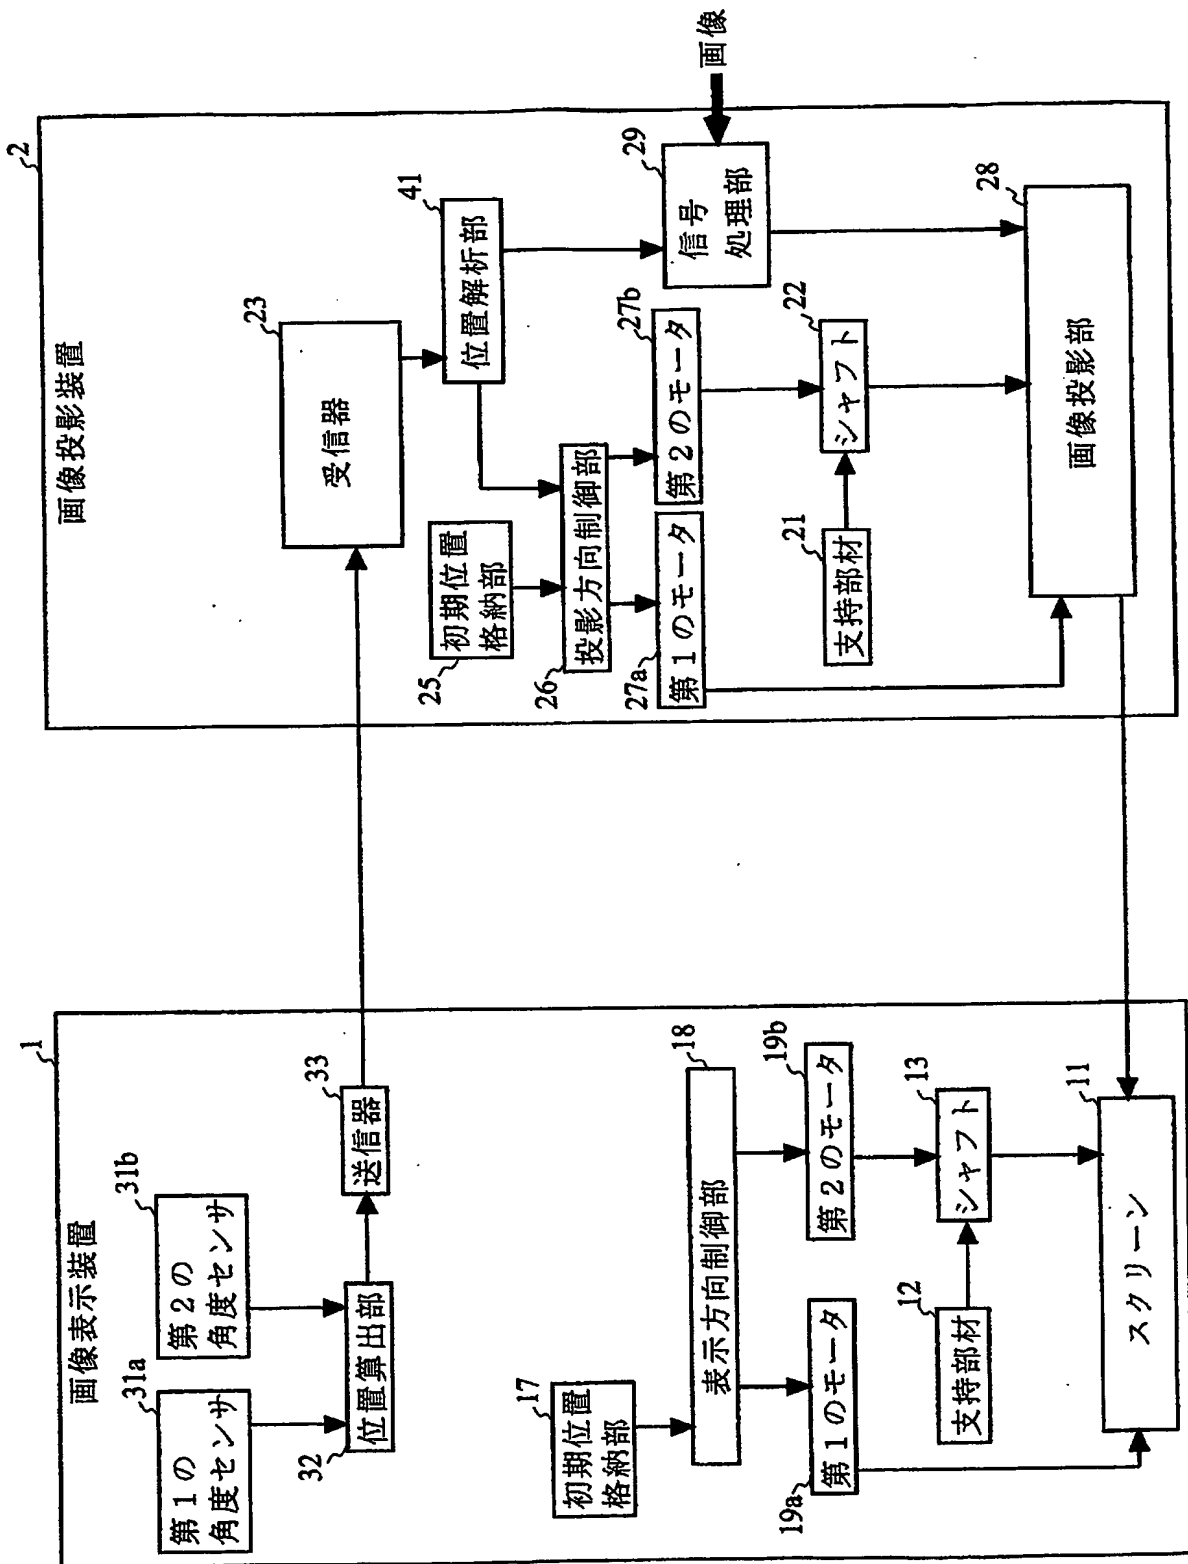 1
画像表示装置
31a
第1の
角度センサ
31b
第2の
角度センサ
32
位置算出部
33
送信器
17
初期位置
格納部
18
表示方向制御部
19a
第1のモータ
19b
第2のモータ
12
支持部材
13
シャフト
11
スクリーン
2
画像投影装置
23
受信器
41
位置解析部
25
初期位置
格納部
26
投影方向制御部
27a
第1のモータ
27b
第2のモータ
29
信号
処理部
画像
21
支持部材
22
シャフト
28
画像投影部